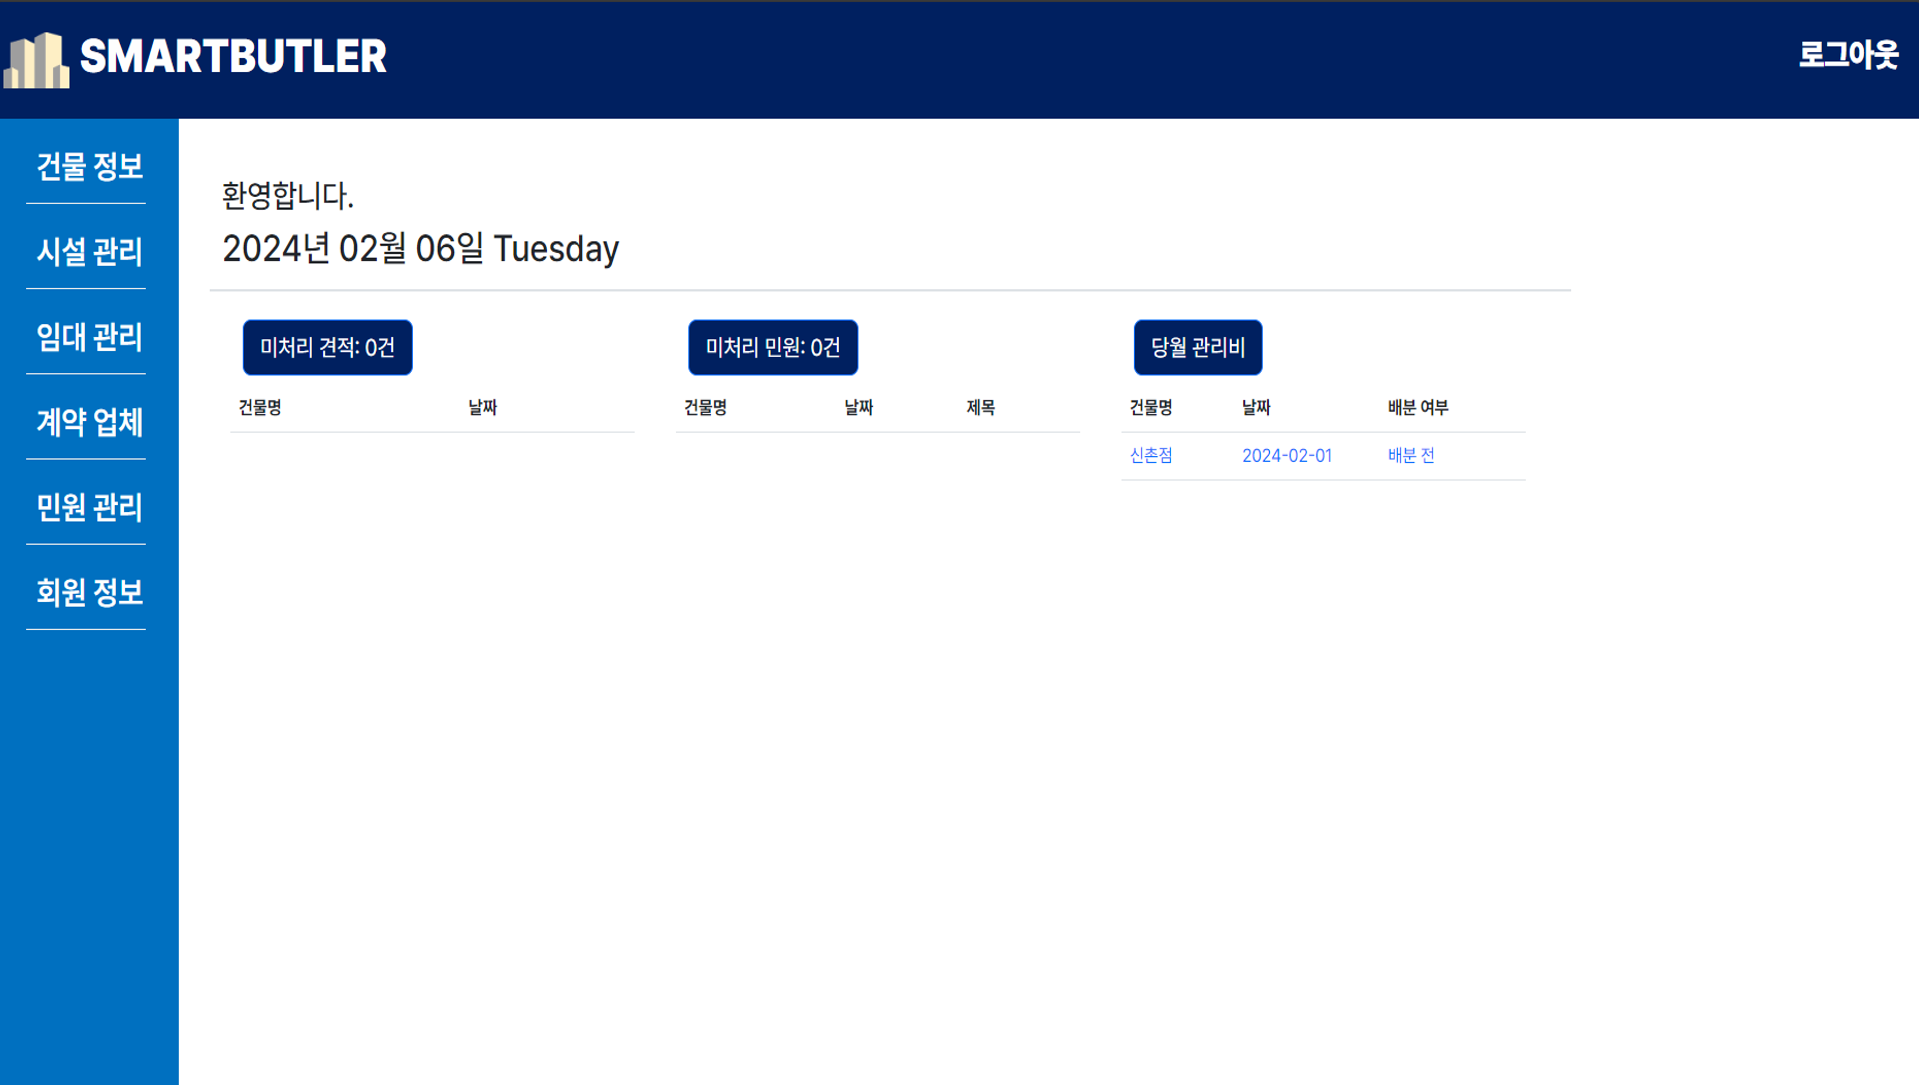 SMARTBUTLER
로그아웃
건물 정보
시설 관리
임대 관리
계약 업체
민원 관리
회원 정보
환영합니다.
2024년 02월 06일 Tuesday
미처리 견적: 0건
건물명 날짜
미처리 민원: 0건
건물명 날짜 제목
당월 관리비
건물명 날짜 배분 여부
신촌점 2024-02-01 배분 전